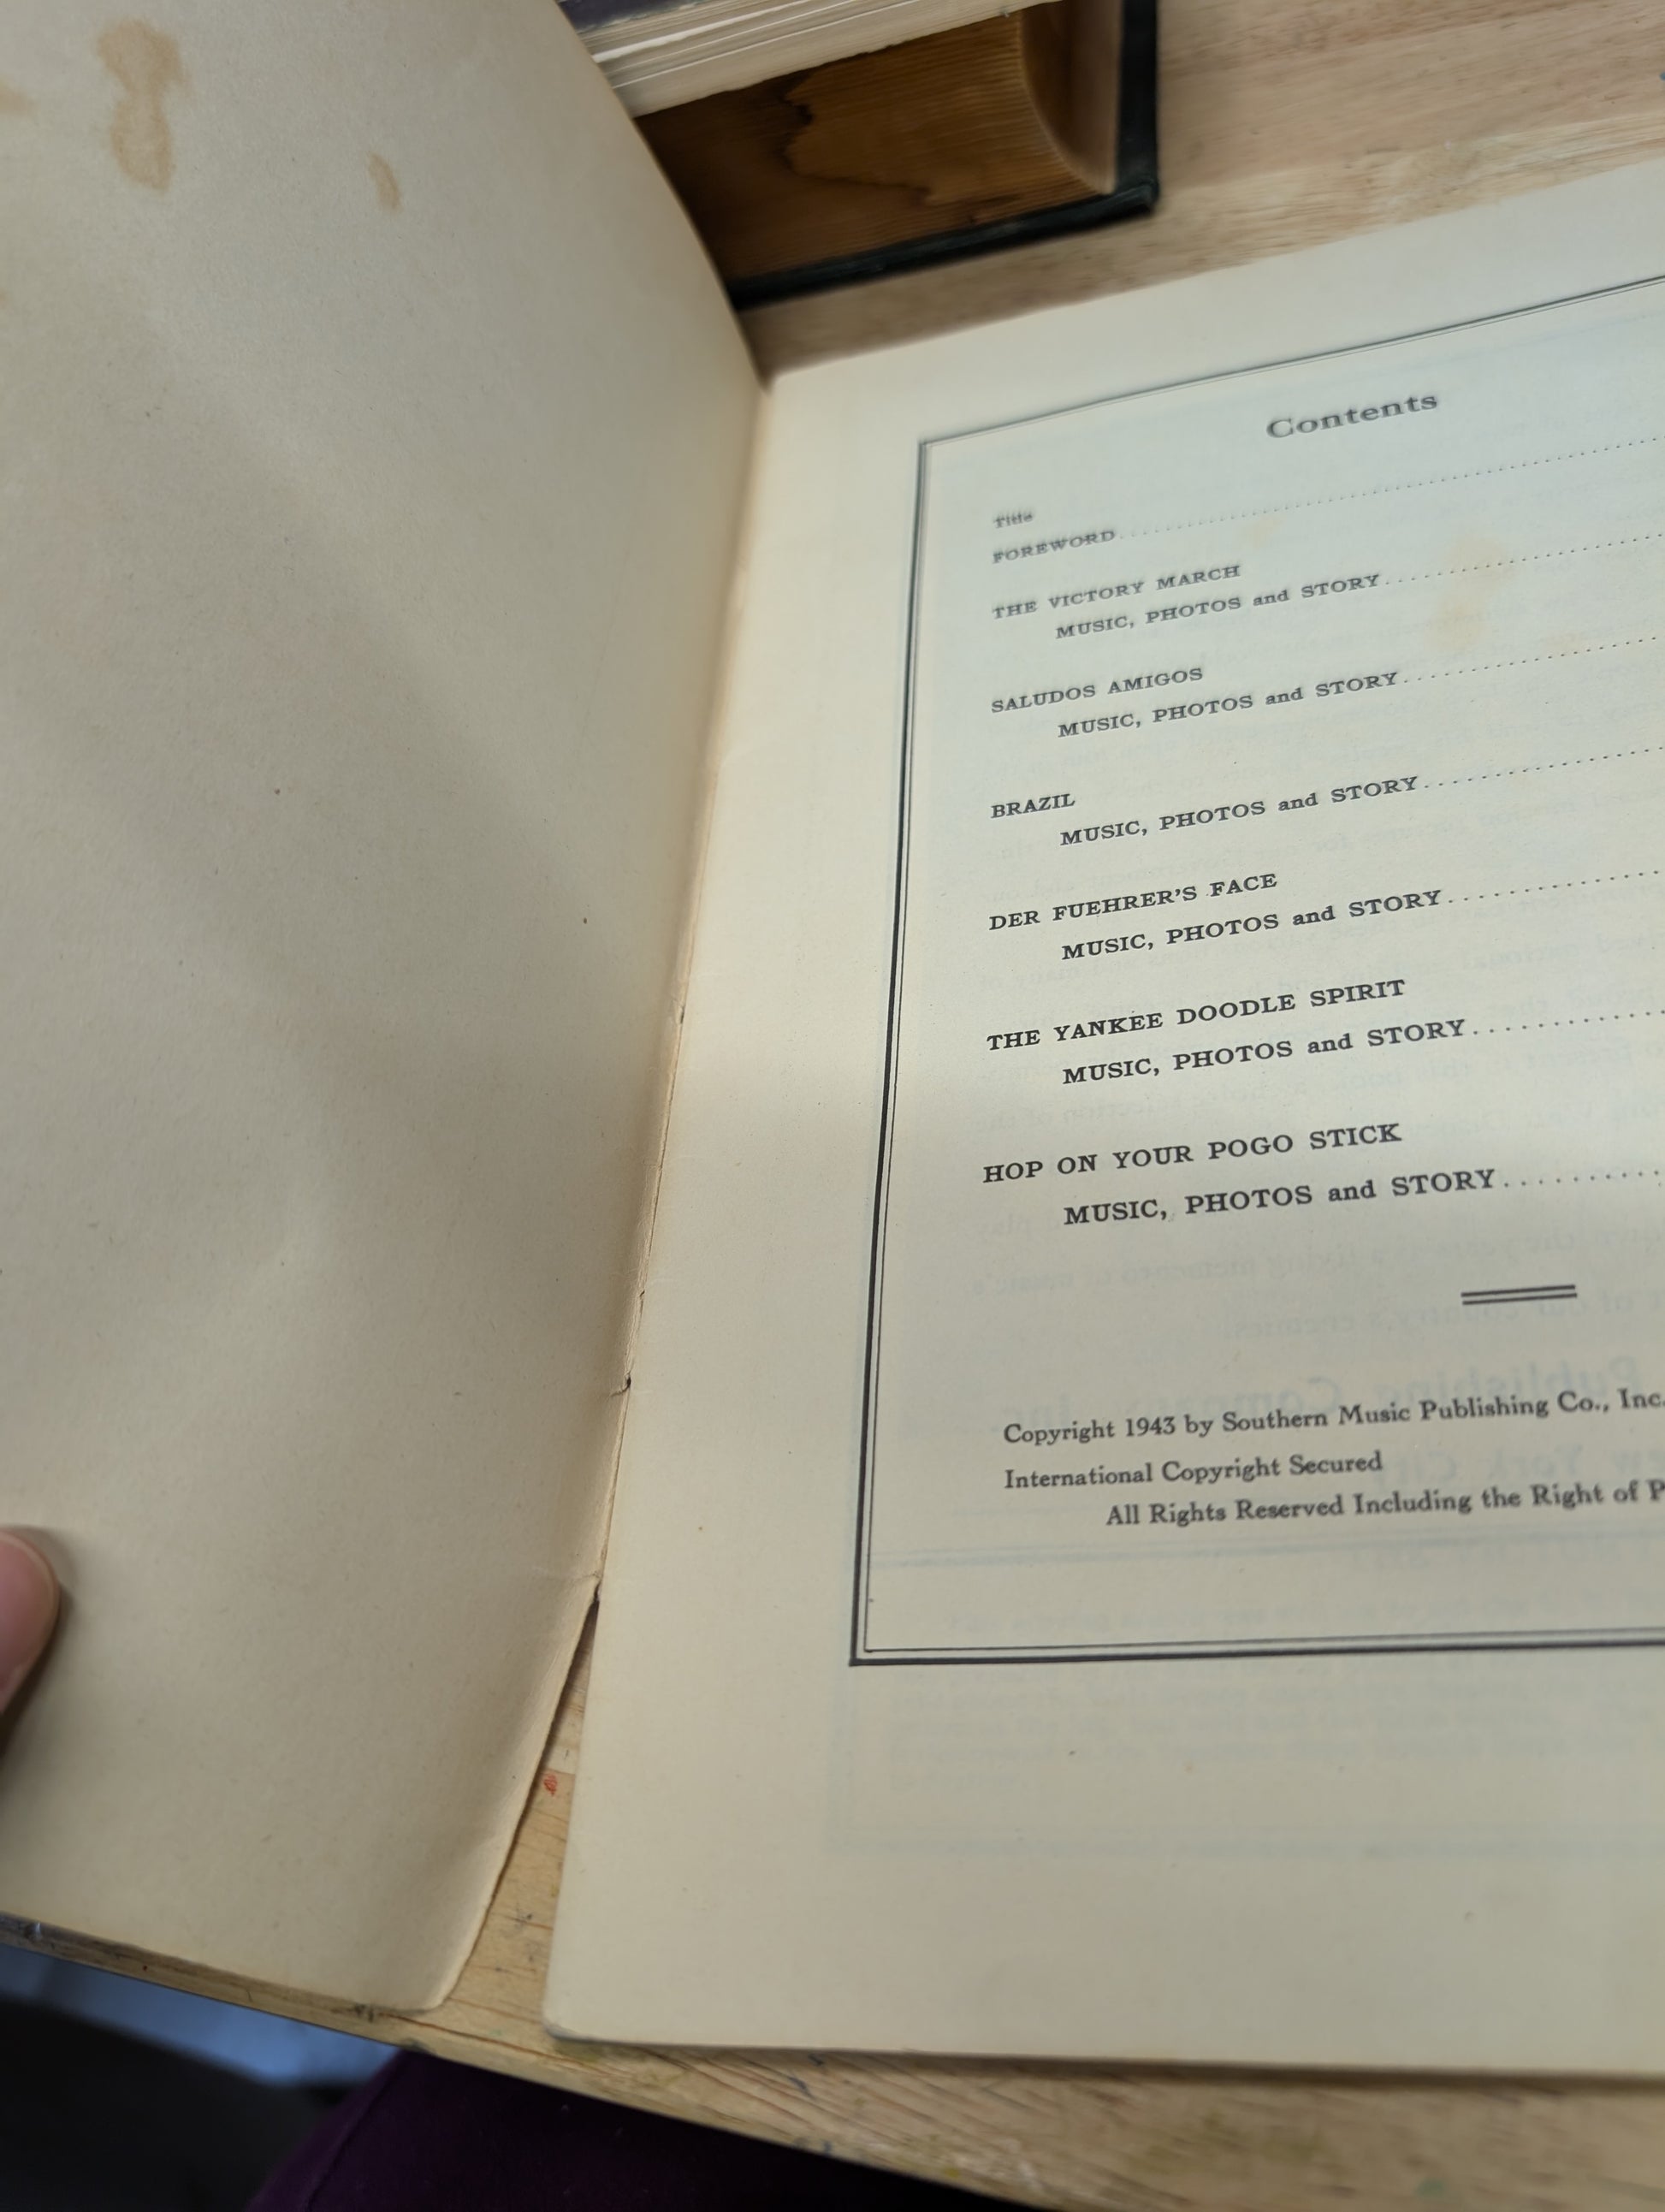 Contents
Title
FOREWORD
THE VICTORY MARCH
MUSIC, PHOTOS and STORY
SALUDOS AMIGOS
MUSIC, PHOTOS and STORY
BRAZIL
MUSIC, PHOTOS and STORY
DER FUEHRER'S FACE
MUSIC, PHOTOS and STORY
THE YANKEE DOODLE SPIRIT
MUSIC, PHOTOS and STORY
HOP ON YOUR POGO STICK
MUSIC, PHOTOS and STORY
Copyright 1943 by Southern Music Publishing Co., Inc.
International Copyright Secured
All Rights Reserved Including the Right of P